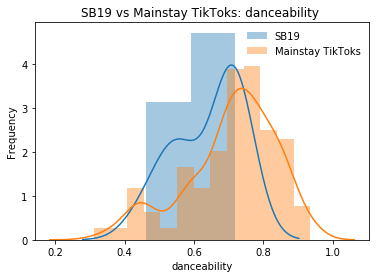 SB19 vs Mainstay TikToks: danceability
SB19
Mainstay TikToks
Frequency
5
4
3
2
1
0
0.2 0.4 0.6 0.8 1.0
danceability